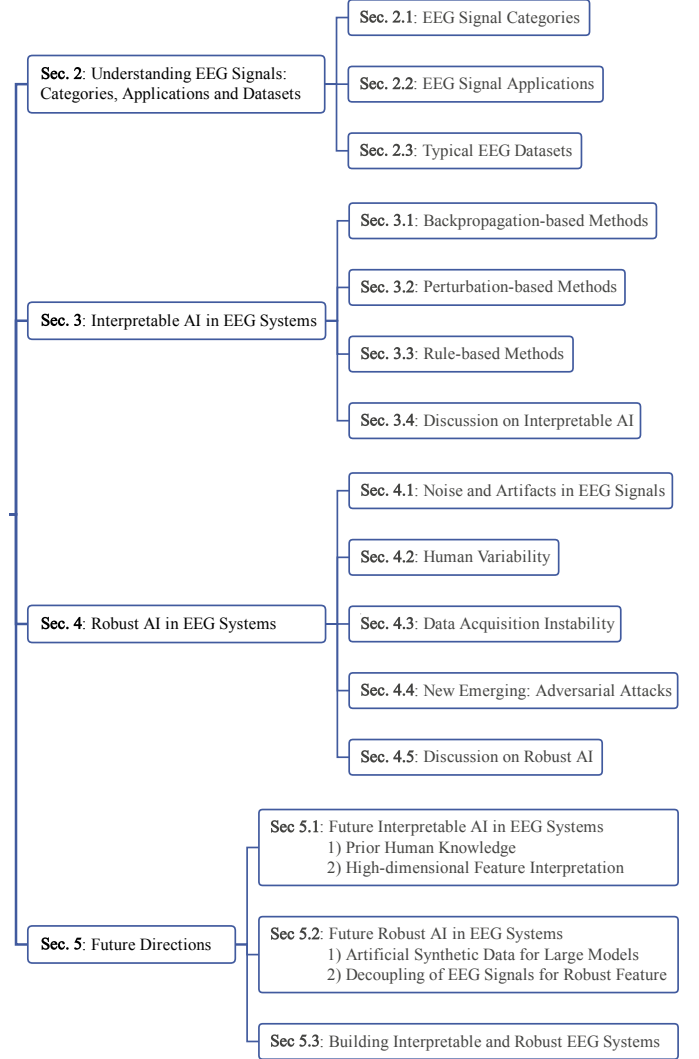 Sec. 2: Understanding EEG Signals:
Categories, Applications and Datasets
Sec. 2.1: EEG Signal Categories
Sec. 2.2: EEG Signal Applications
Sec. 2.3: Typical EEG Datasets
Sec. 3: Interpretable AI in EEG Systems
Sec. 3.1: Backpropagation-based Methods
Sec. 3.2: Perturbation-based Methods
Sec. 3.3: Rule-based Methods
Sec. 3.4: Discussion on Interpretable AI
Sec. 4: Robust AI in EEG Systems
Sec. 4.1: Noise and Artifacts in EEG Signals
Sec. 4.2: Human Variability
Sec. 4.3: Data Acquisition Instability
Sec. 4.4: New Emerging: Adversarial Attacks
Sec. 4.5: Discussion on Robust AI
Sec. 5: Future Directions
Sec 5.1: Future Interpretable AI in EEG Systems
1) Prior Human Knowledge
2) High-dimensional Feature Interpretation
Sec 5.2: Future Robust AI in EEG Systems
1) Artificial Synthetic Data for Large Models
2) Decoupling of EEG Signals for Robust Feature
Sec 5.3: Building Interpretable and Robust EEG Systems